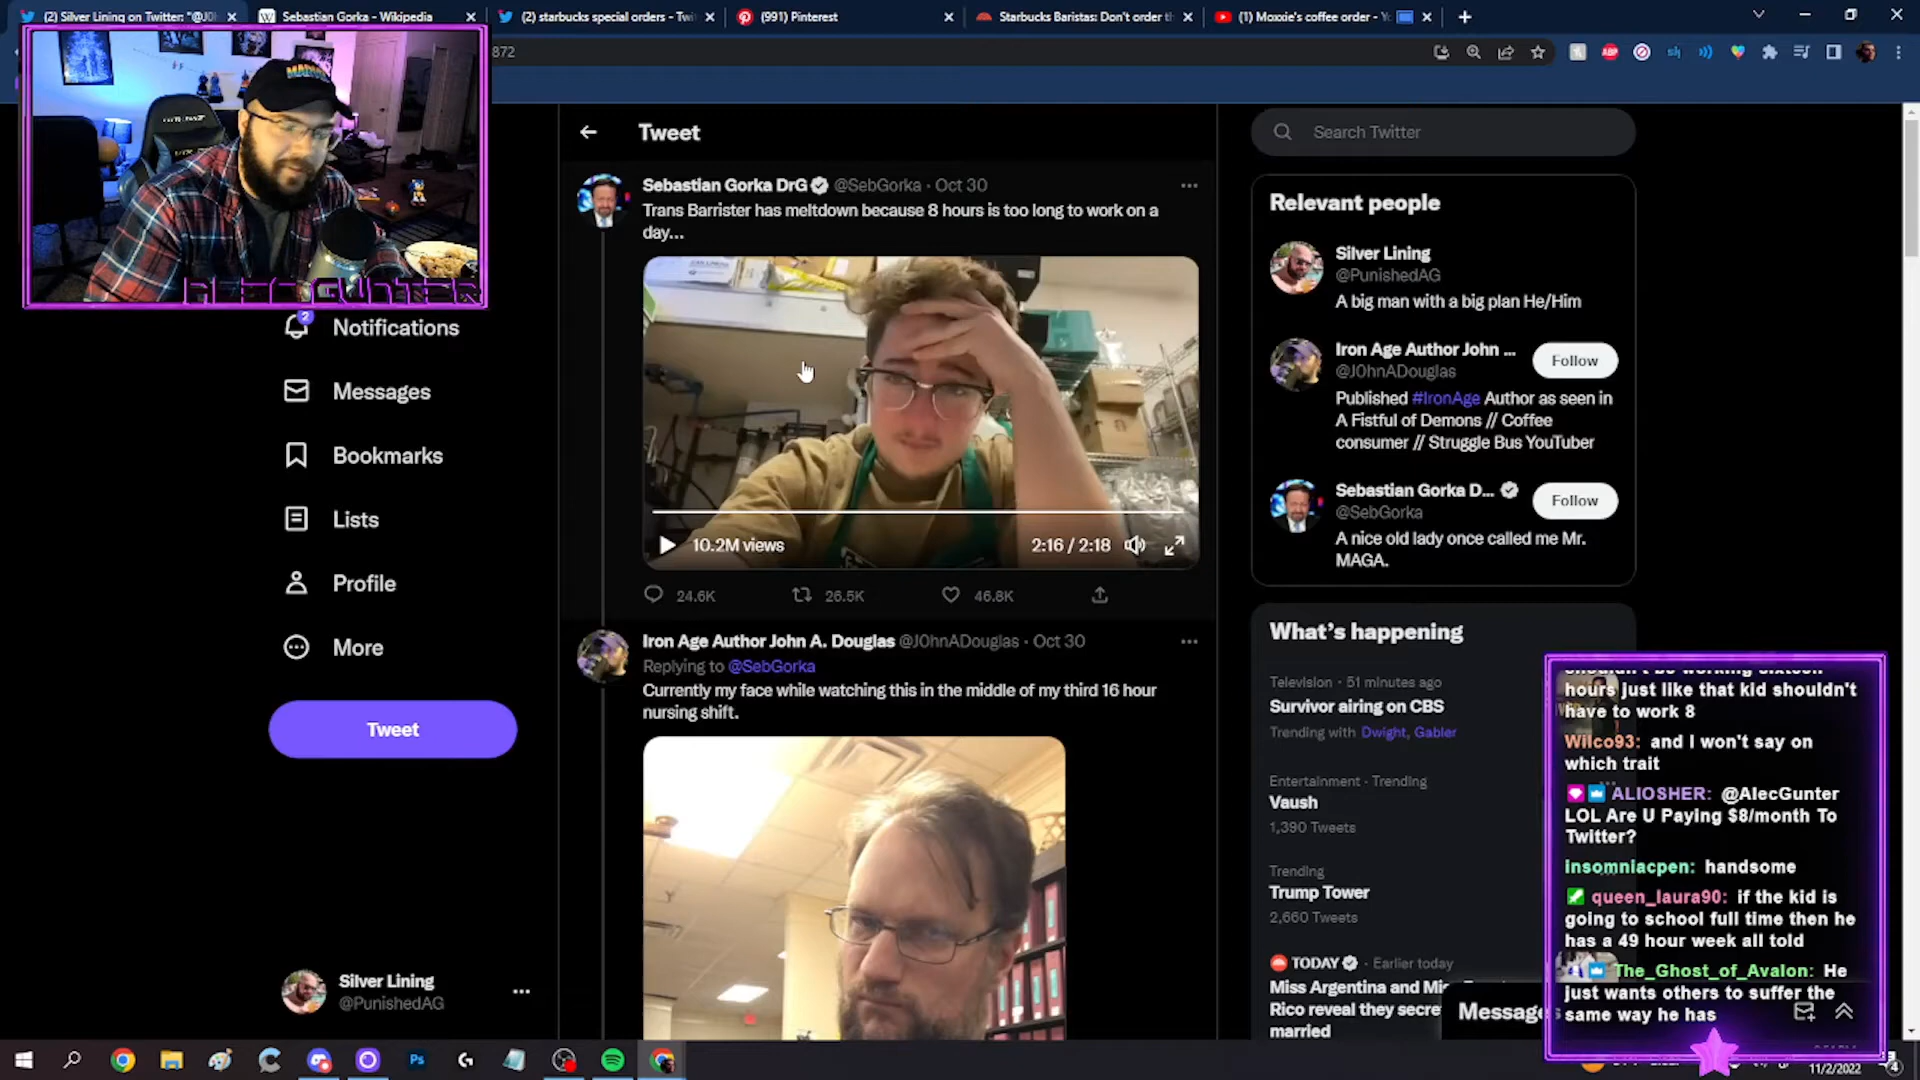 (2) Silver Lining on Twitter: "@J0h
Sebastian Gorka - Wikipedia
(2) starbucks special orders - Twi
(991) Pinterest
Starbucks Baristas: Don't order th
(1) Moxxie's coffee order - Yo
872
ALEC GUNTER
Notifications
2
Messages
Bookmarks
Lists
Profile
More
Tweet
Silver Lining
@PunishedAG
Tweet
Sebastian Gorka DrG @SebGorka · Oct 30
Trans Barrister has meltdown because 8 hours is too long to work on a
day...
10.2M views
2:16 / 2:18
24.6K
26.5K
46.8K
Iron Age Author John A. Douglas @J0hnADouglas · Oct 30
Replying to @SebGorka
Currently my face while watching this in the middle of my third 16 hour
nursing shift.
Search Twitter
Relevant people
Silver Lining
@PunishedAG
A big man with a big plan He/Him
Iron Age Author John ...
@J0hnADouglas
Follow
Published #IronAge Author as seen in
A Fistful of Demons // Coffee
consumer // Struggle Bus YouTuber
Sebastian Gorka D...
@SebGorka
Follow
A nice old lady once called me Mr.
MAGA.
What's happening
Television · 51 minutes ago
Survivor airing on CBS
Trending with Dwight, Gabler
Entertainment · Trending
Vaush
1,390 Tweets
Trending
Trump Tower
2,660 Tweets
TODAY · Earlier today
Miss Argentina and Mis
Rico reveal they secre
married
Messages
shouldn't be working sixteen
hours just like that kid shouldn't
have to work 8
Wilco93: and I won't say on
which trait
ALIOSHER: @AlecGunter
LOL Are U Paying $8/month To
Twitter?
insomniacpen: handsome
queen_laura90: if the kid is
going to school full time then he
has a 49 hour week all told
The_Ghost_of_Avalon: He
just wants others to suffer the
same way he has
11/2/2022
4